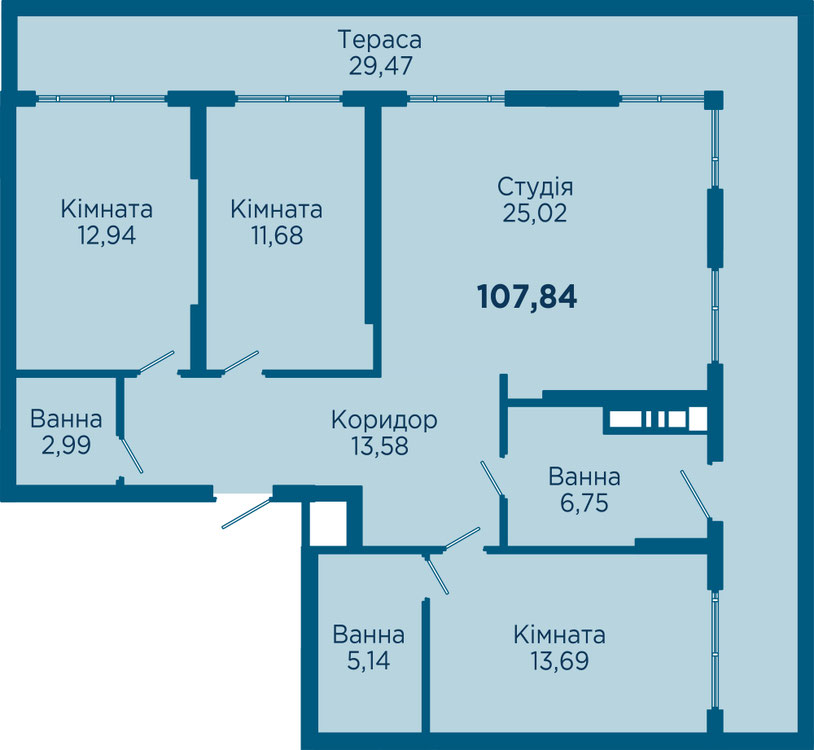 Тераса
29,47
Кімната
12,94
Кімната
11,68
Студія
25,02
107,84
Ванна
2,99
Коридор
13,58
Ванна
6,75
Ванна
5,14
Кімната
13,69